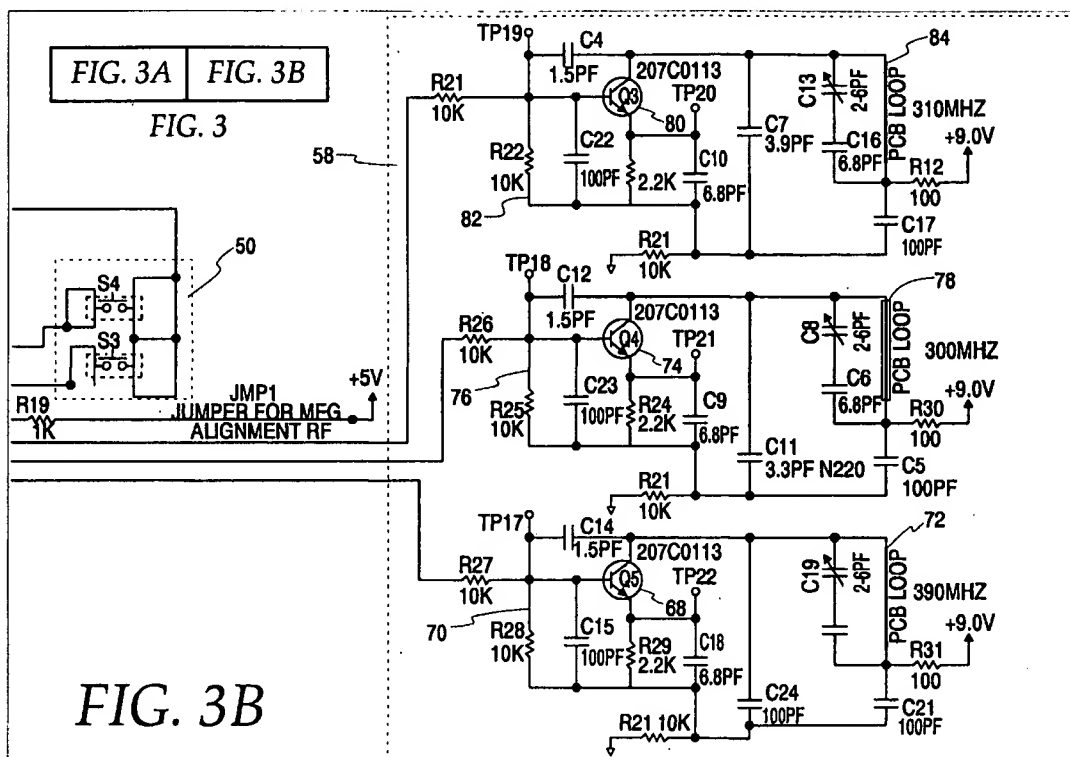 FIG. 3A FIG. 3B
FIG. 3
58
TP19
C4
1.5PF
207C0113
TP20
R21
10K
Q3
80
R22
10K
82
C22
100PF
2.2K
C10
6.8PF
C7
3.9PF
C13
2-6PF
C16
6.8PF
84
PCB LOOP
310MHZ
+9.0V
R12
100
C17
100PF
R21
10K
50
S4
S3
+5V
JMP1
JUMPER FOR MFG
ALIGNMENT RF
R19
1K
TP18
C12
1.5PF
207C0113
TP21
R26
10K
Q4
74
76
R25
10K
C23
100PF
R24
2.2K
C9
6.8PF
C11
3.3PF N220
C8
2-6PF
C6
6.8PF
78
PCB LOOP
300MHZ
+9.0V
R30
100
C5
100PF
R21
10K
TP17
C14
1.5PF
207C0113
TP22
R27
10K
Q5
68
70
R28
10K
C15
100PF
R29
2.2K
C18
6.8PF
C24
100PF
C19
2-6PF
72
PCB LOOP
390MHZ
+9.0V
R31
100
C21
100PF
R21 10K
FIG. 3B